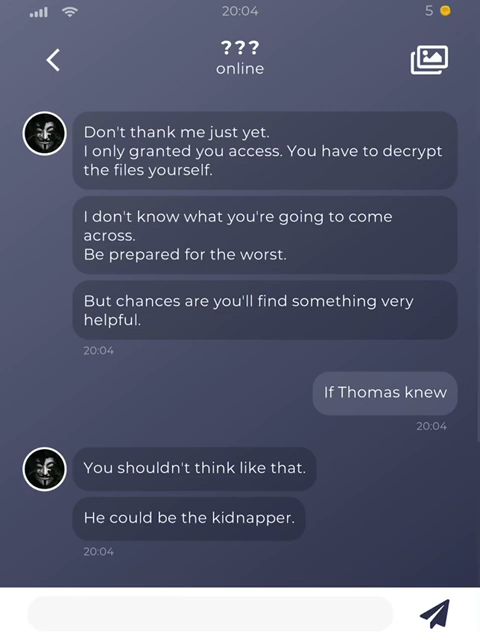 20:04
5
???
online
Don't thank me just yet.
I only granted you access. You have to decrypt
the files yourself.
I don't know what you're going to come
across.
Be prepared for the worst.
But chances are you'll find something very
helpful.
20:04
If Thomas knew
20:04
You shouldn't think like that.
He could be the kidnapper.
20:04